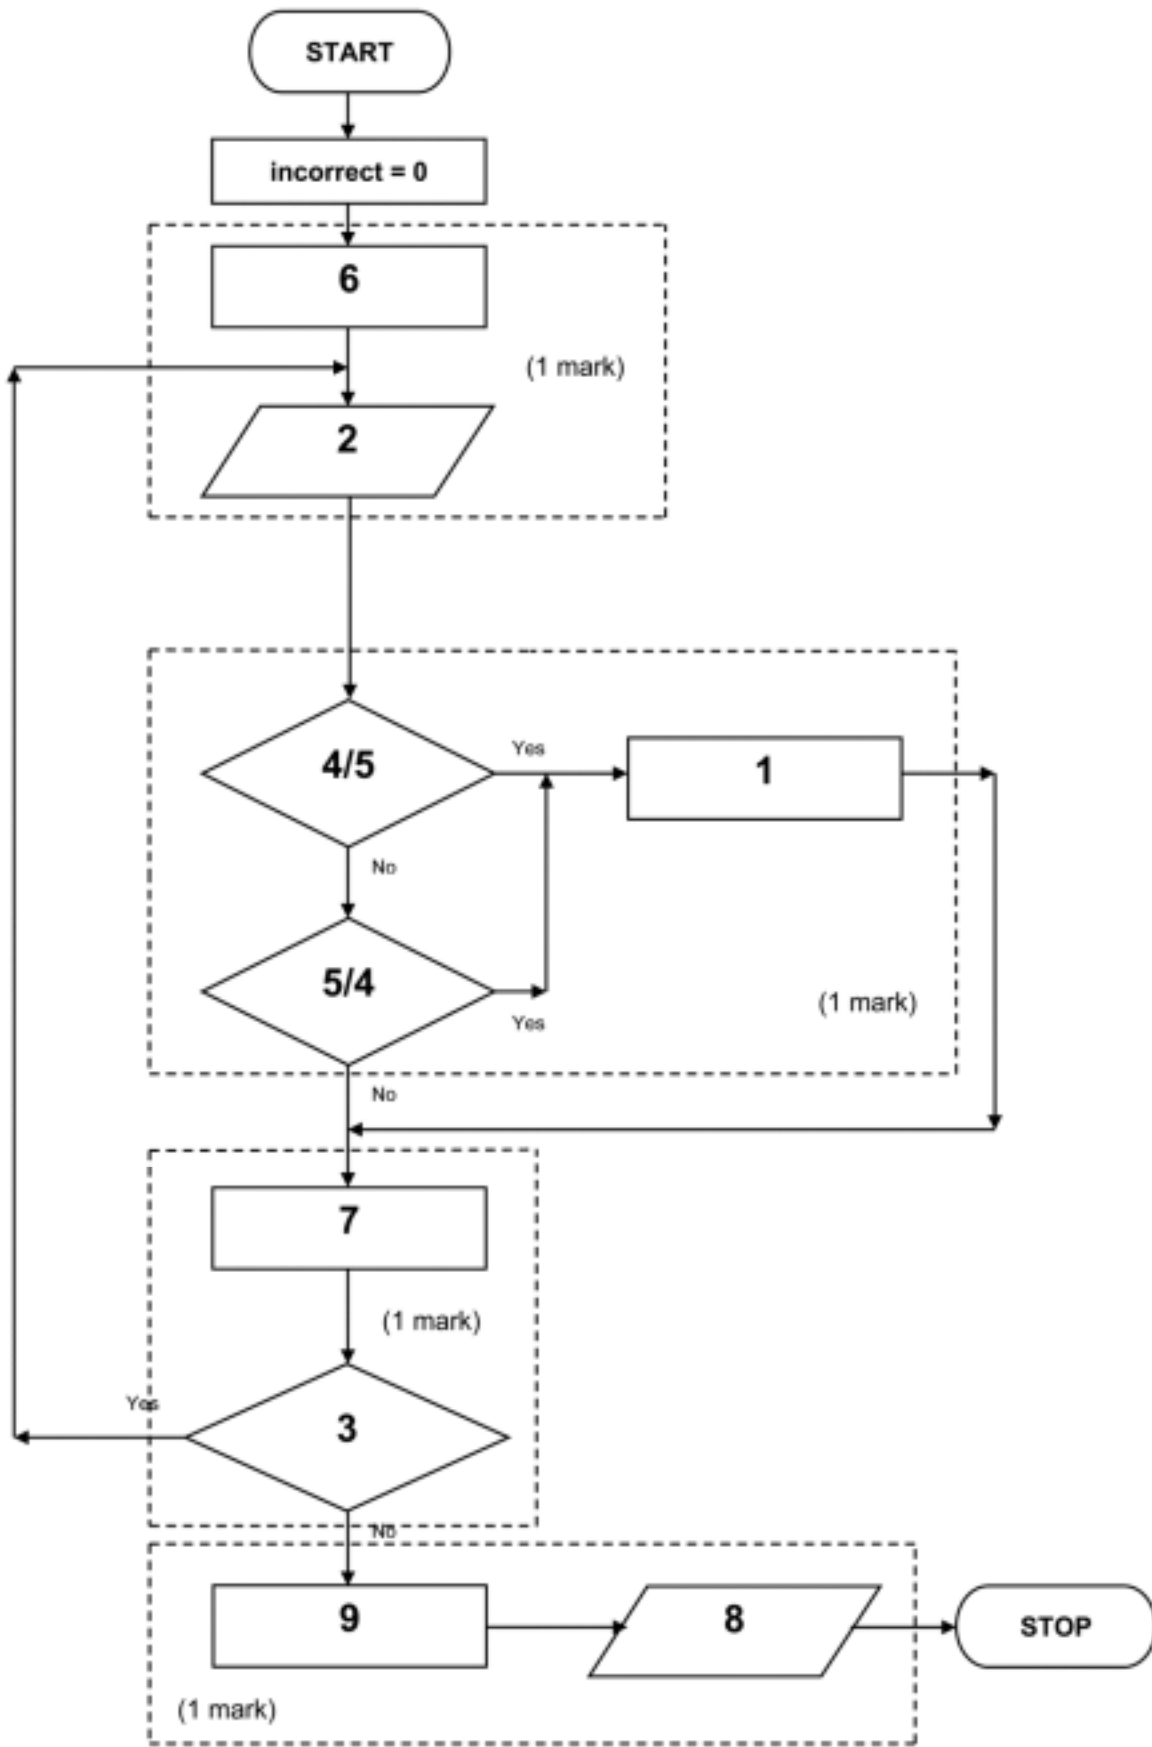 START
incorrect = 0
6
(1 mark)
2
4/5
Yes
1
No
5/4
Yes
(1 mark)
No
7
(1 mark)
Yes
3
No
9
8
STOP
(1 mark)